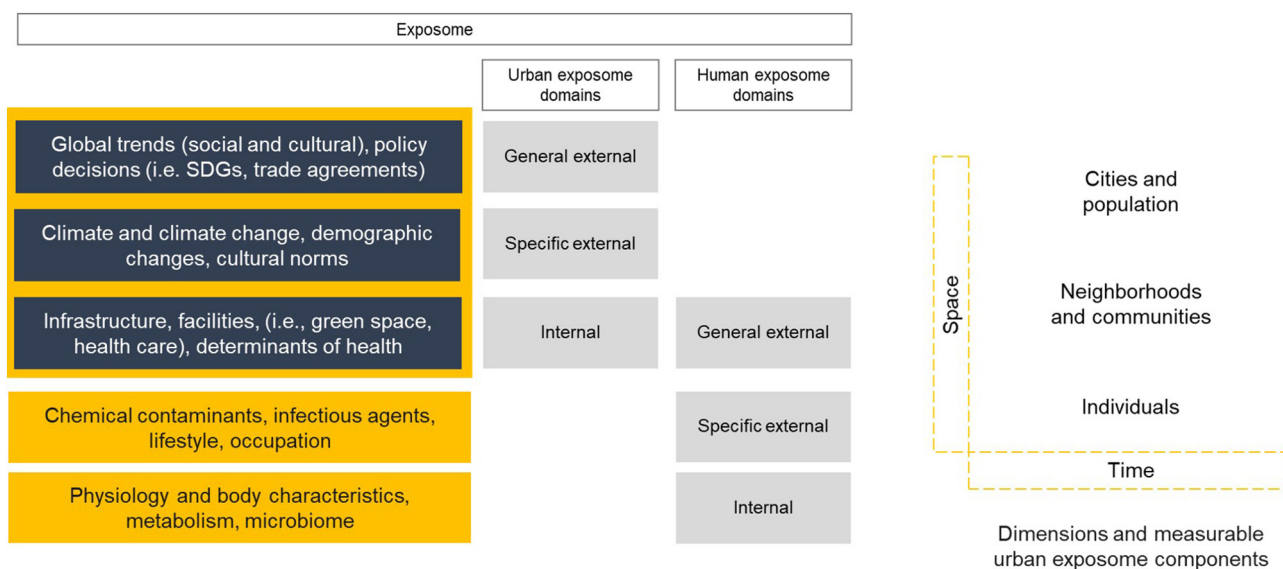 Exposome
Urban exposome
domains
Human exposome
domains
Global trends (social and cultural), policy
decisions (i.e. SDGs, trade agreements)
General external
Climate and climate change, demographic
changes, cultural norms
Specific external
Infrastructure, facilities, (i.e., green space,
health care), determinants of health
Internal
General external
Chemical contaminants, infectious agents,
lifestyle, occupation
Specific external
Physiology and body characteristics,
metabolism, microbiome
Internal
Space
Cities and
population
Neighborhoods
and communities
Individuals
Time
Dimensions and measurable
urban exposome components